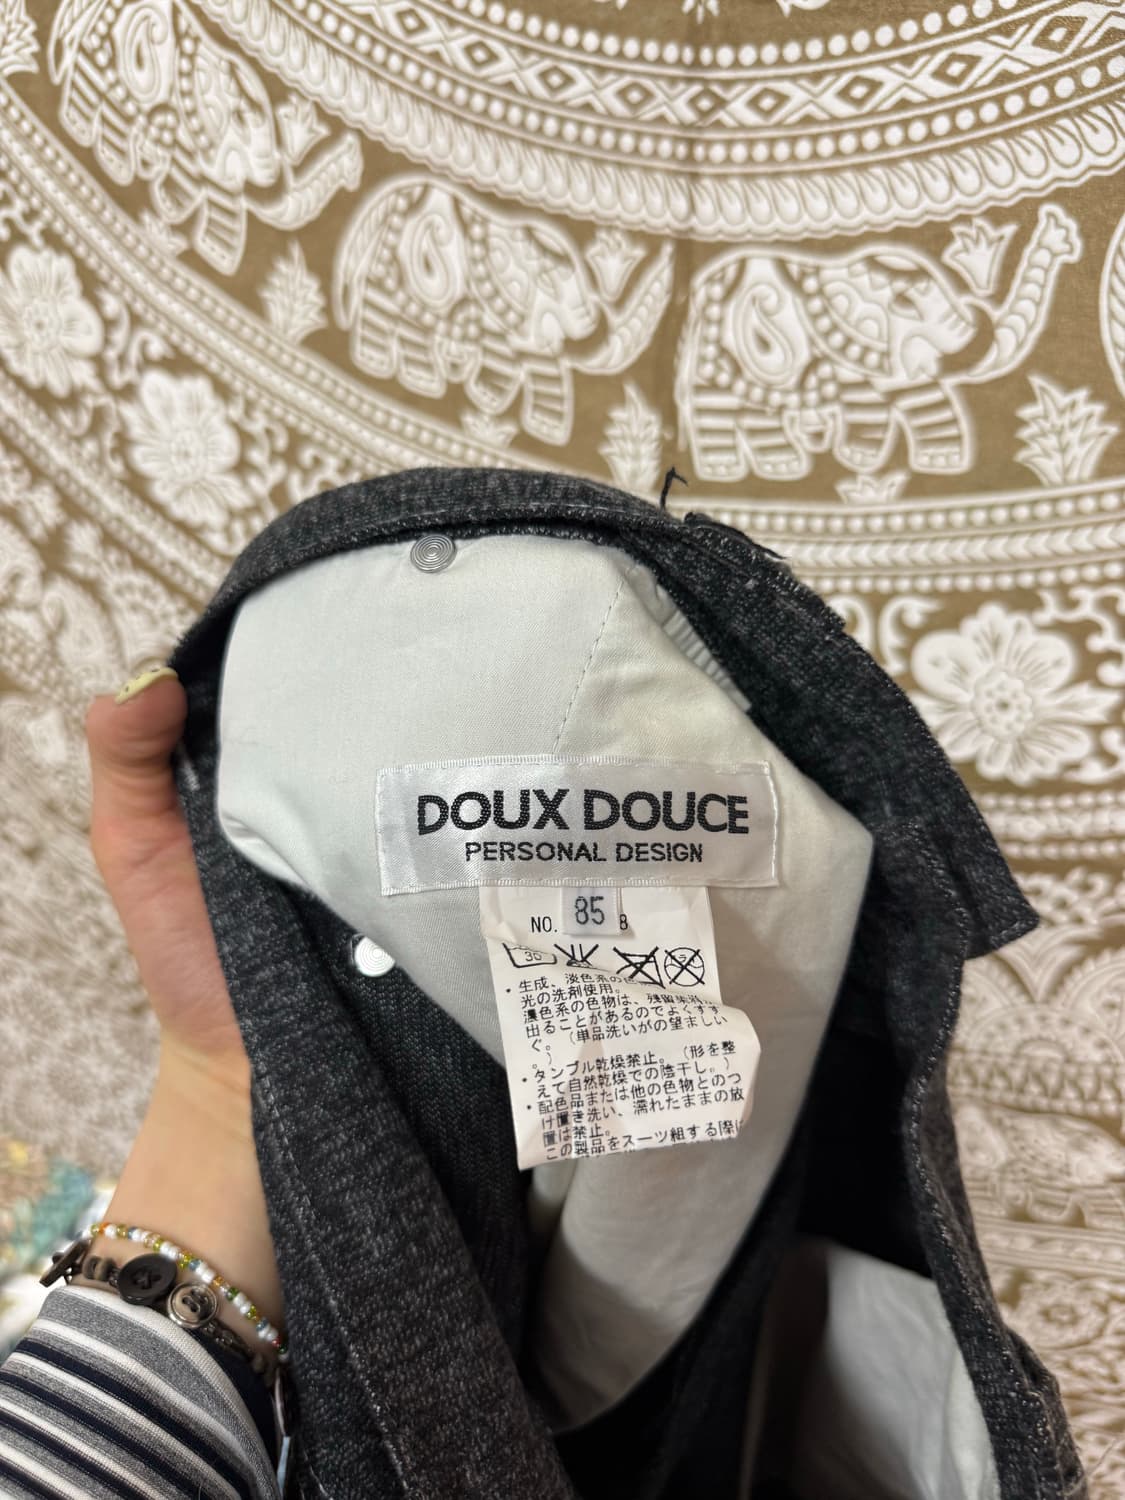 DOUX DOUCE
PERSONAL DESIGN
85
NO. 8
30
・生成、淡色系の
光の洗剤使用。
濃色系の色物は、
出ることがあるのでよくすす
ぐ。（単品洗いがの望ましい
。）
・タンブル乾燥禁止。（形を整
えて自然乾燥での陰干し。）
・配色品または他の色物とのつ
け置き洗い、濡れたままの放
置は禁止。
この製品をスーツ組する際に